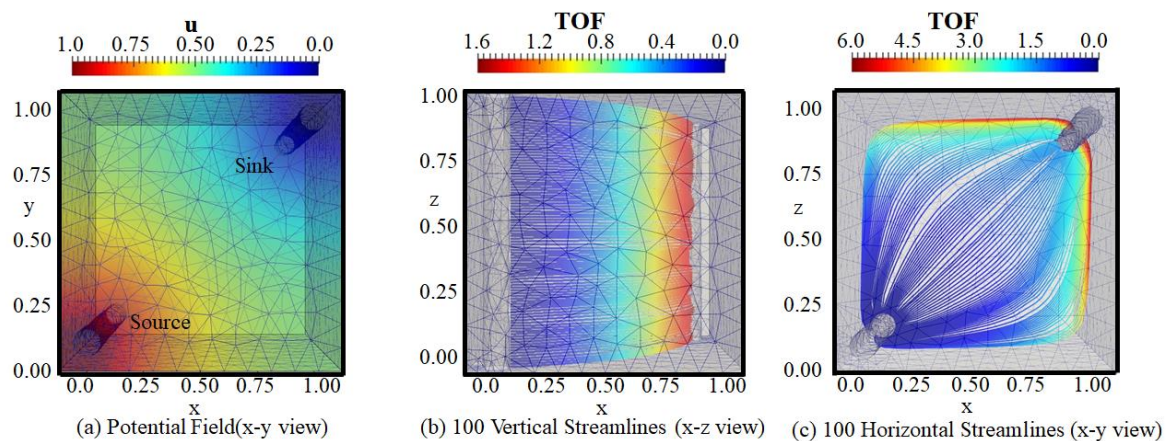 u
1.0 0.75 0.50 0.25 0.0
1.00
0.75
y
0.50
0.25
0.00
Sink
Source
0.0 0.25 0.50 0.75 1.00
x
(a) Potential Field(x-y view)
TOF
1.6 1.2 0.8 0.4 0.0
1.00
0.75
z
0.50
0.25
0.00
0.0 0.25 0.50 0.75 1.00
x
(b) 100 Vertical Streamlines (x-z view)
TOF
6.0 4.5 3.0 1.5 0.0
1.00
0.75
z
0.50
0.25
0.00
0.0 0.25 0.50 0.75 1.00
x
(c) 100 Horizontal Streamlines (x-y view)